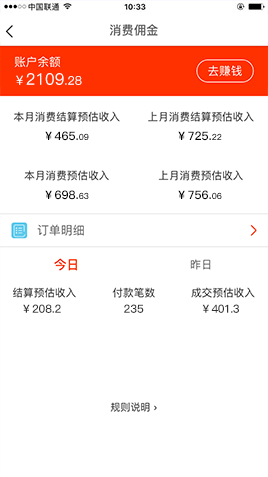 中国联通 10:33
消费佣金
账户余额
￥2109.28 去赚钱
本月消费结算预估收入 上月消费结算预估收入
￥465.09 ￥725.22
本月消费预估收入 上月消费预估收入
￥698.63 ￥756.06
订单明细
今日 昨日
结算预估收入 付款笔数 成交预估收入
￥208.2 235 ￥401.3
规则说明 ›